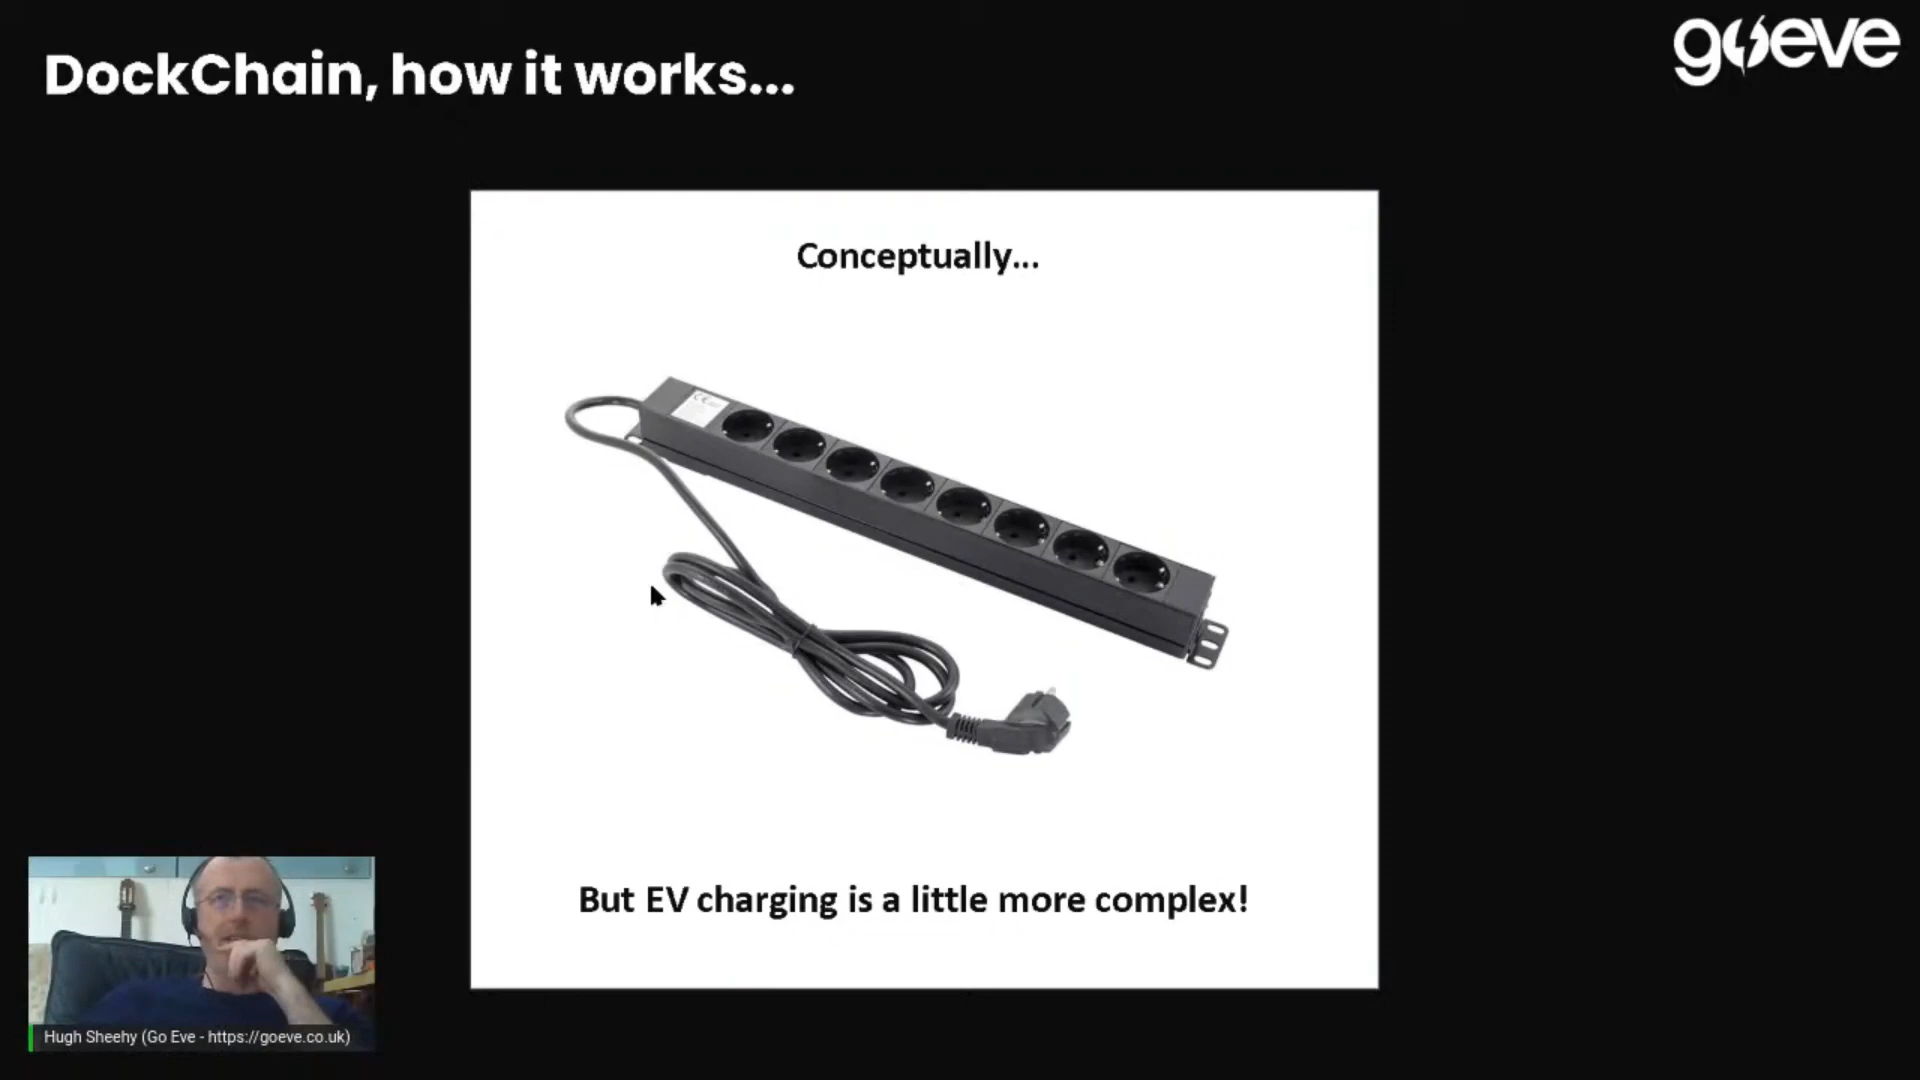 DockChain, how it works...
goeve
Conceptually...
CE
But EV charging is a little more complex!
Hugh Sheehy (Go Eve - https://goeve.co.uk)